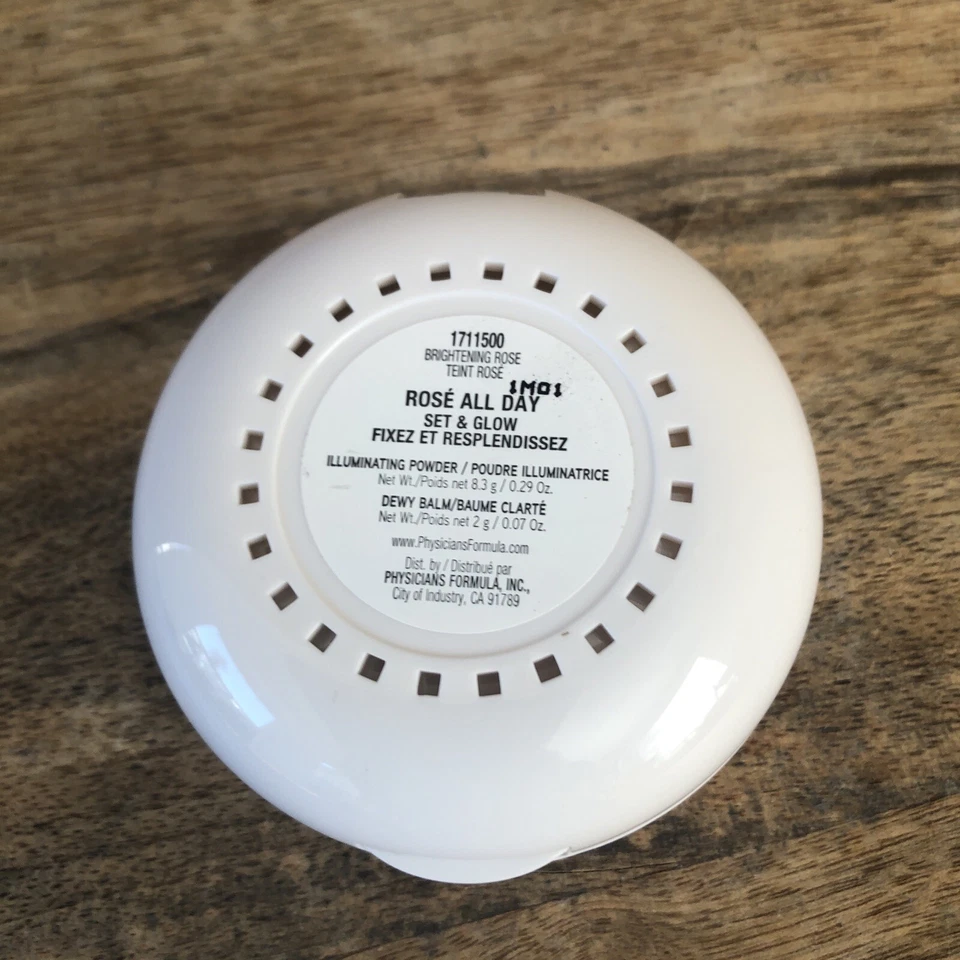 1711500
BRIGHTENING ROSE
TEINT ROSÉ
1M01
ROSÉ ALL DAY
SET & GLOW
FIXEZ ET RESPLENDISSEZ
ILLUMINATING POWDER / POUDRE ILLUMINATRICE
Net Wt./Poids net 8.3 g / 0.29 Oz.
DEWY BALM/BAUME CLARTÉ
Net Wt./Poids net 2 g / 0.07 Oz.
www.PhysiciansFormula.com
Dist. by / Distribué par
PHYSICIANS FORMULA, INC.,
City of Industry, CA 91789